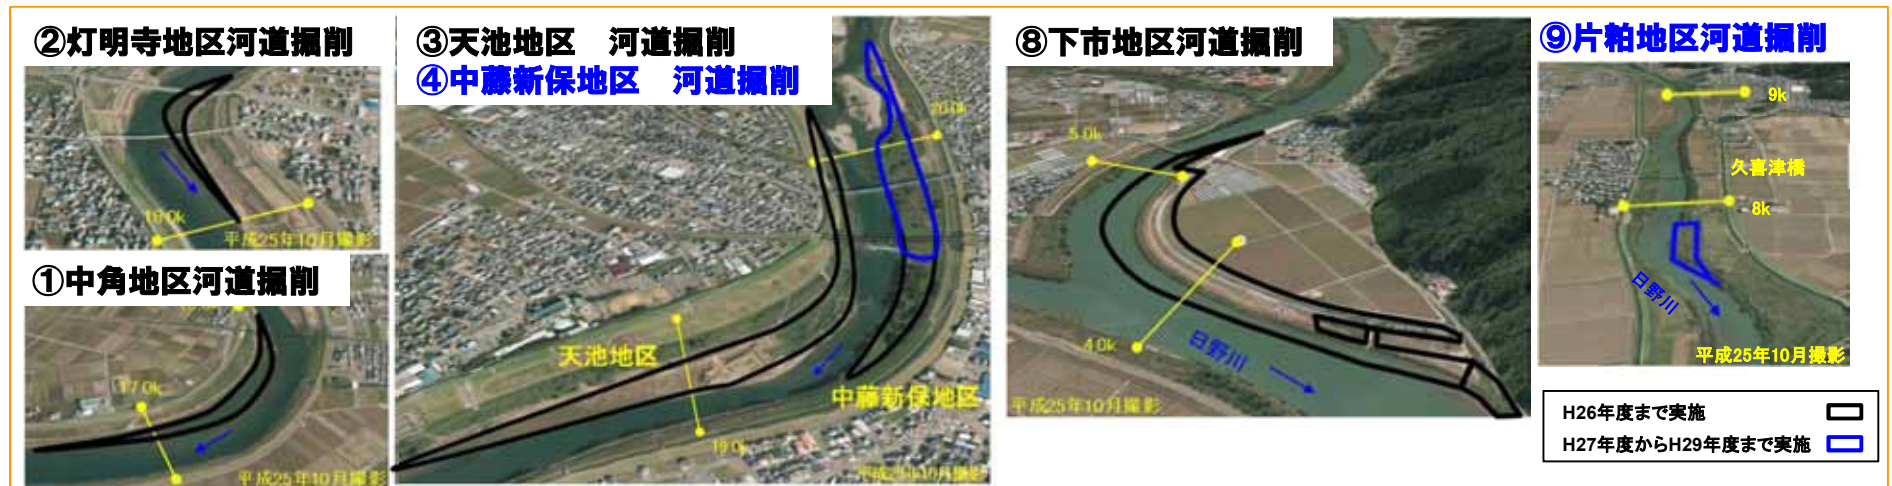 ②灯明寺地区河道掘削
18.0k
平成25年10月撮影
①中角地区河道掘削
17.0k
平成25年10月撮影
③天池地区　河道掘削
④中藤新保地区　河道掘削
20.0k
天池地区
中藤新保地区
19.0k
平成25年10月撮影
⑧下市地区河道掘削
5.0k
4.0k
日野川
平成25年10月撮影
⑨片粕地区河道掘削
9k
久喜津橋
8k
日野川
平成25年10月撮影
H26年度まで実施
H27年度からH29年度まで実施